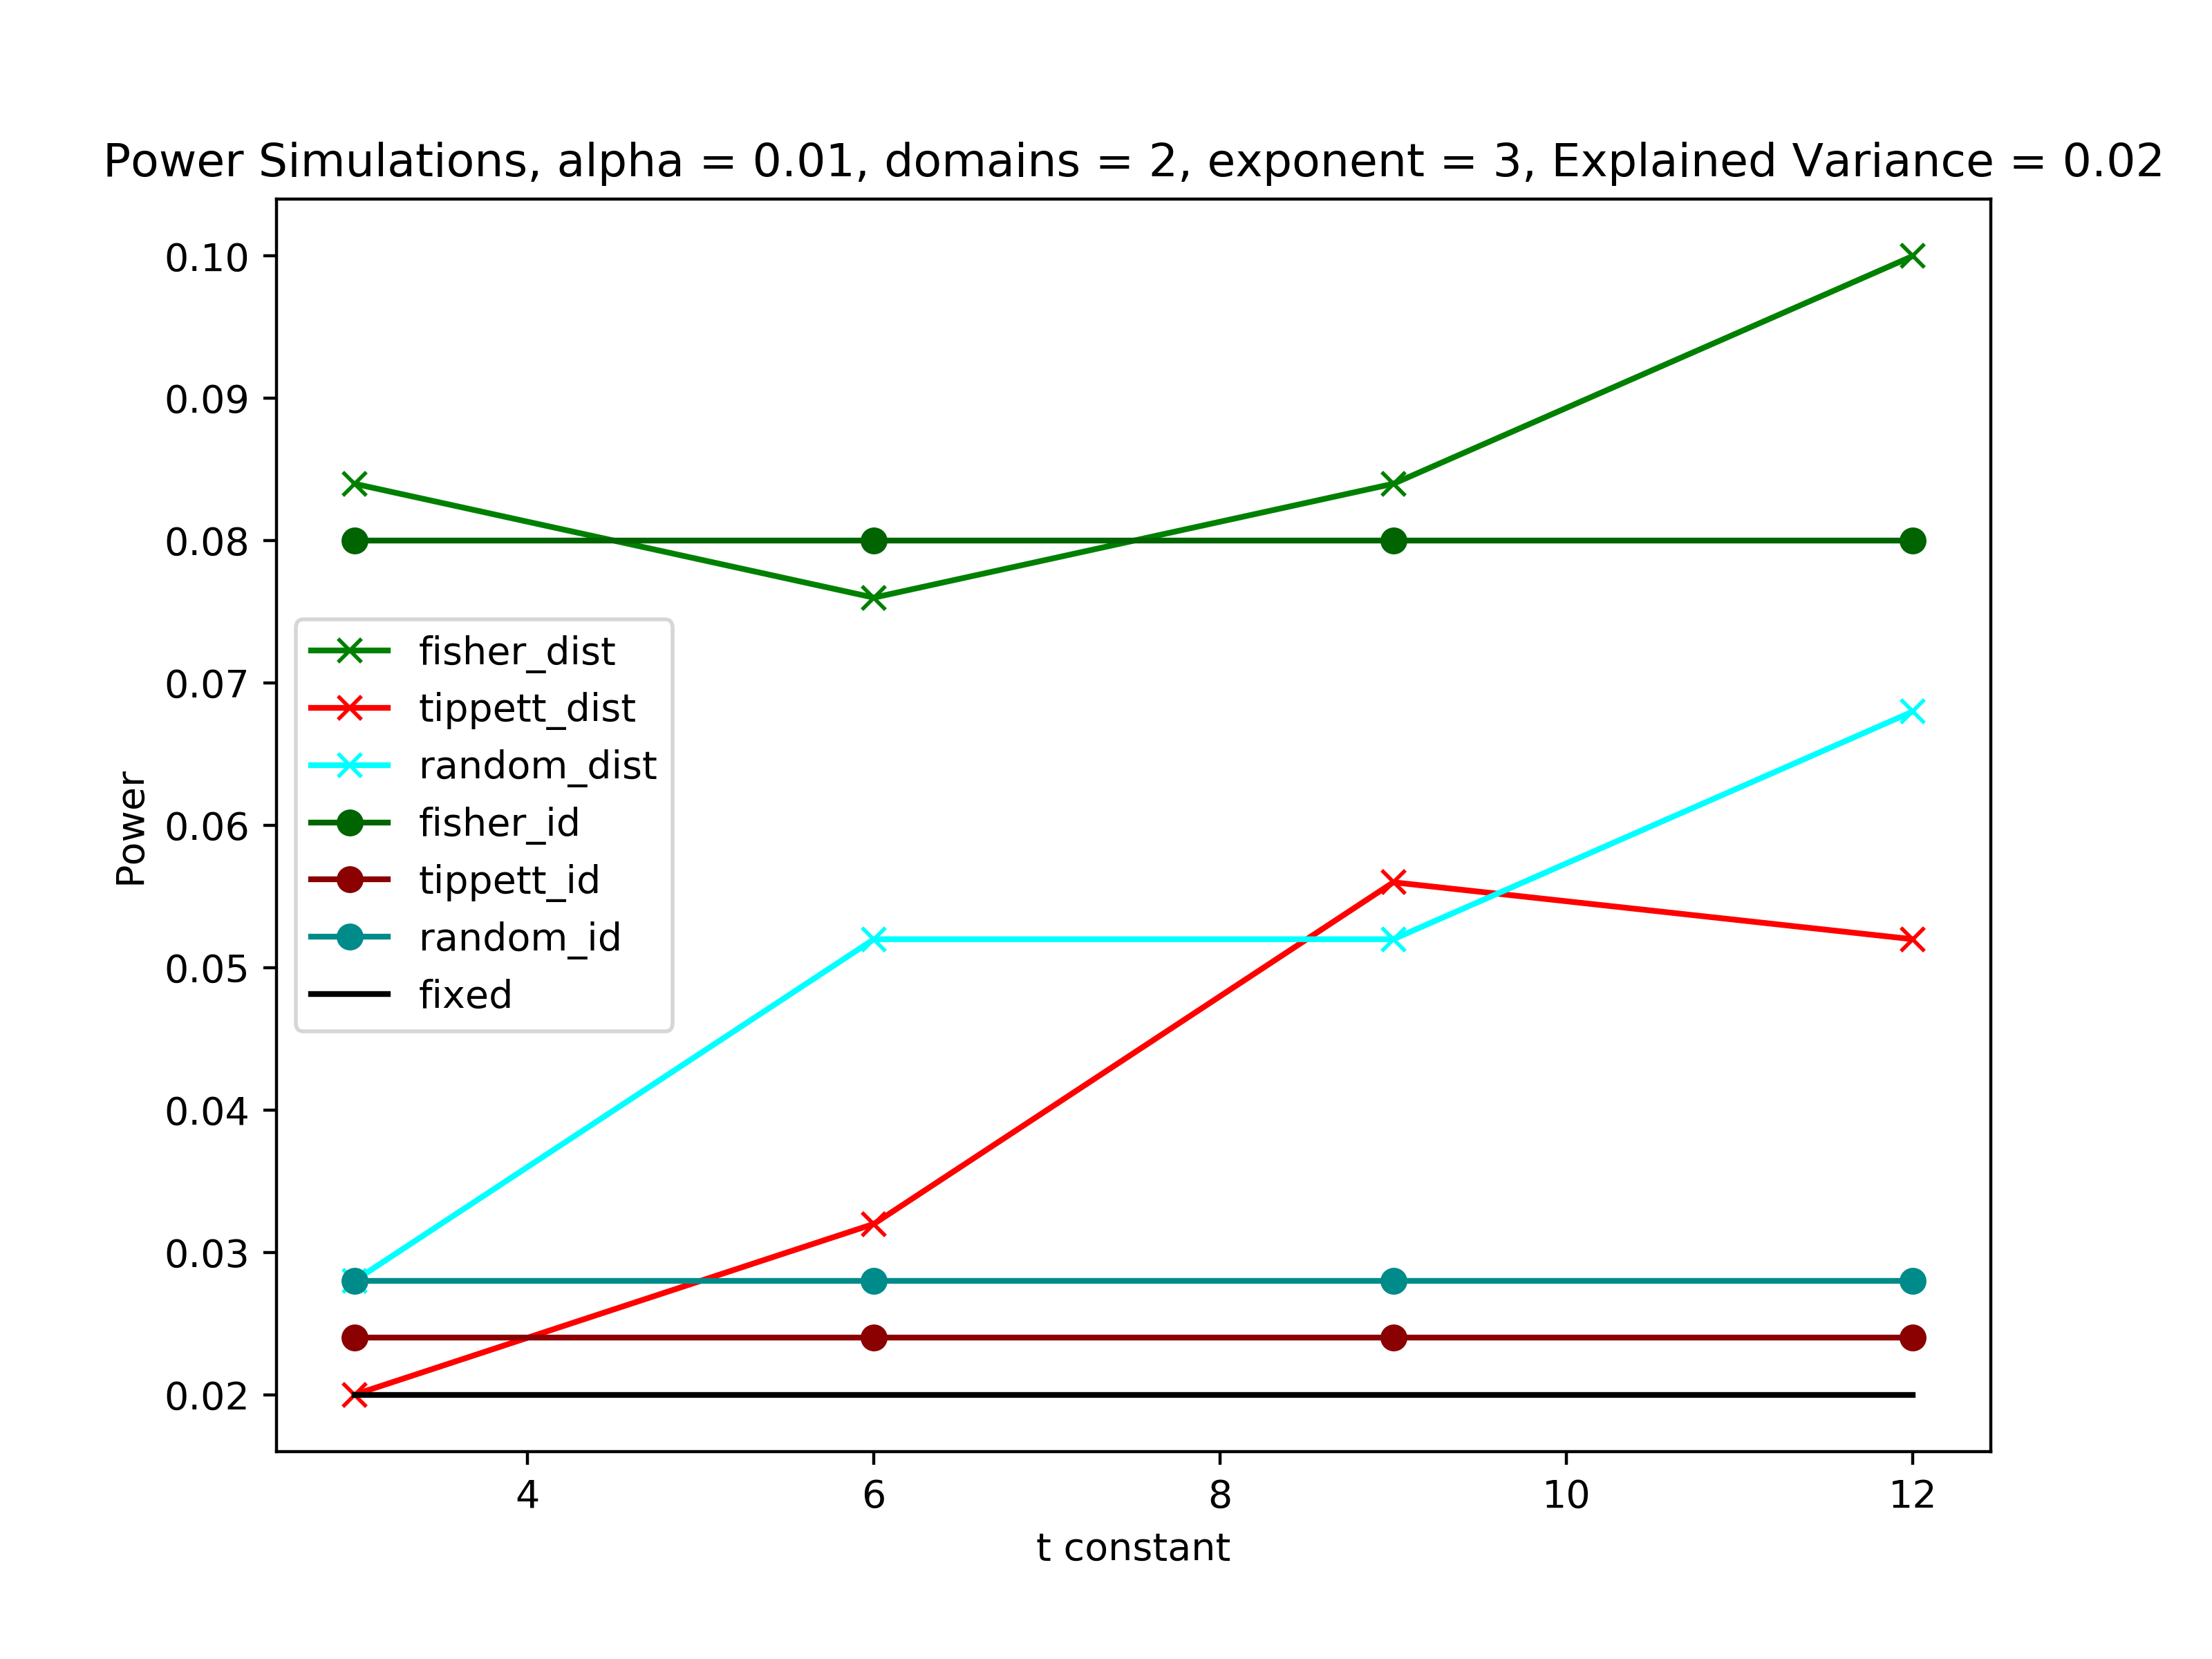 Power Simulations, alpha = 0.01, domains = 2, exponent = 3, Explained Variance = 0.02
0.10
0.09
0.08
0.07
0.06
0.05
0.04
0.03
0.02
Power
fisher_dist
tippett_dist
random_dist
fisher_id
tippett_id
random_id
fixed
4 6 8 10 12
t constant